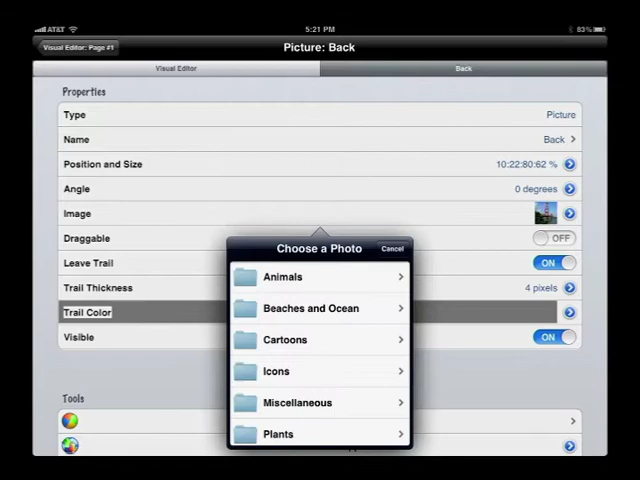 AT&T 5:21 PM 83%
Visual Editor: Page #1 Picture: Back
Visual Editor Back
Properties
Type Picture
Name Back
Position and Size 10:22:80:62 %
Angle 0 degrees
Image
Draggable OFF
Leave Trail ON
Trail Thickness 4 pixels
Trail Color
Visible ON
Choose a Photo Cancel
Animals
Beaches and Ocean
Cartoons
Icons
Miscellaneous
Plants
Tools